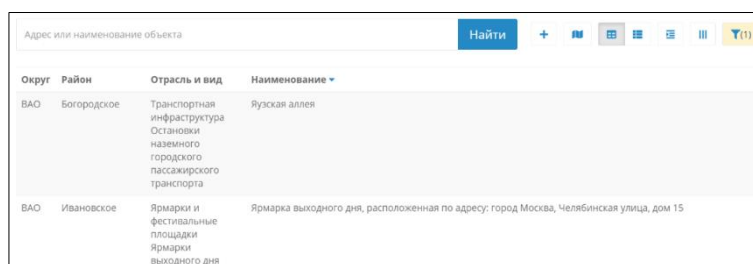 Адрес или наименование объекта Найти (1)
Округ Район Отрасль и вид Наименование
ВАО Богородское Транспортная Яузская аллея
инфраструктура
Остановки
наземного
городского
пассажирского
транспорта
ВАО Ивановское Ярмарки и Ярмарка выходного дня, расположенная по адресу: город Москва, Челябинская улица, дом 15
фестивальные
площадки
Ярмарки
выходного дня